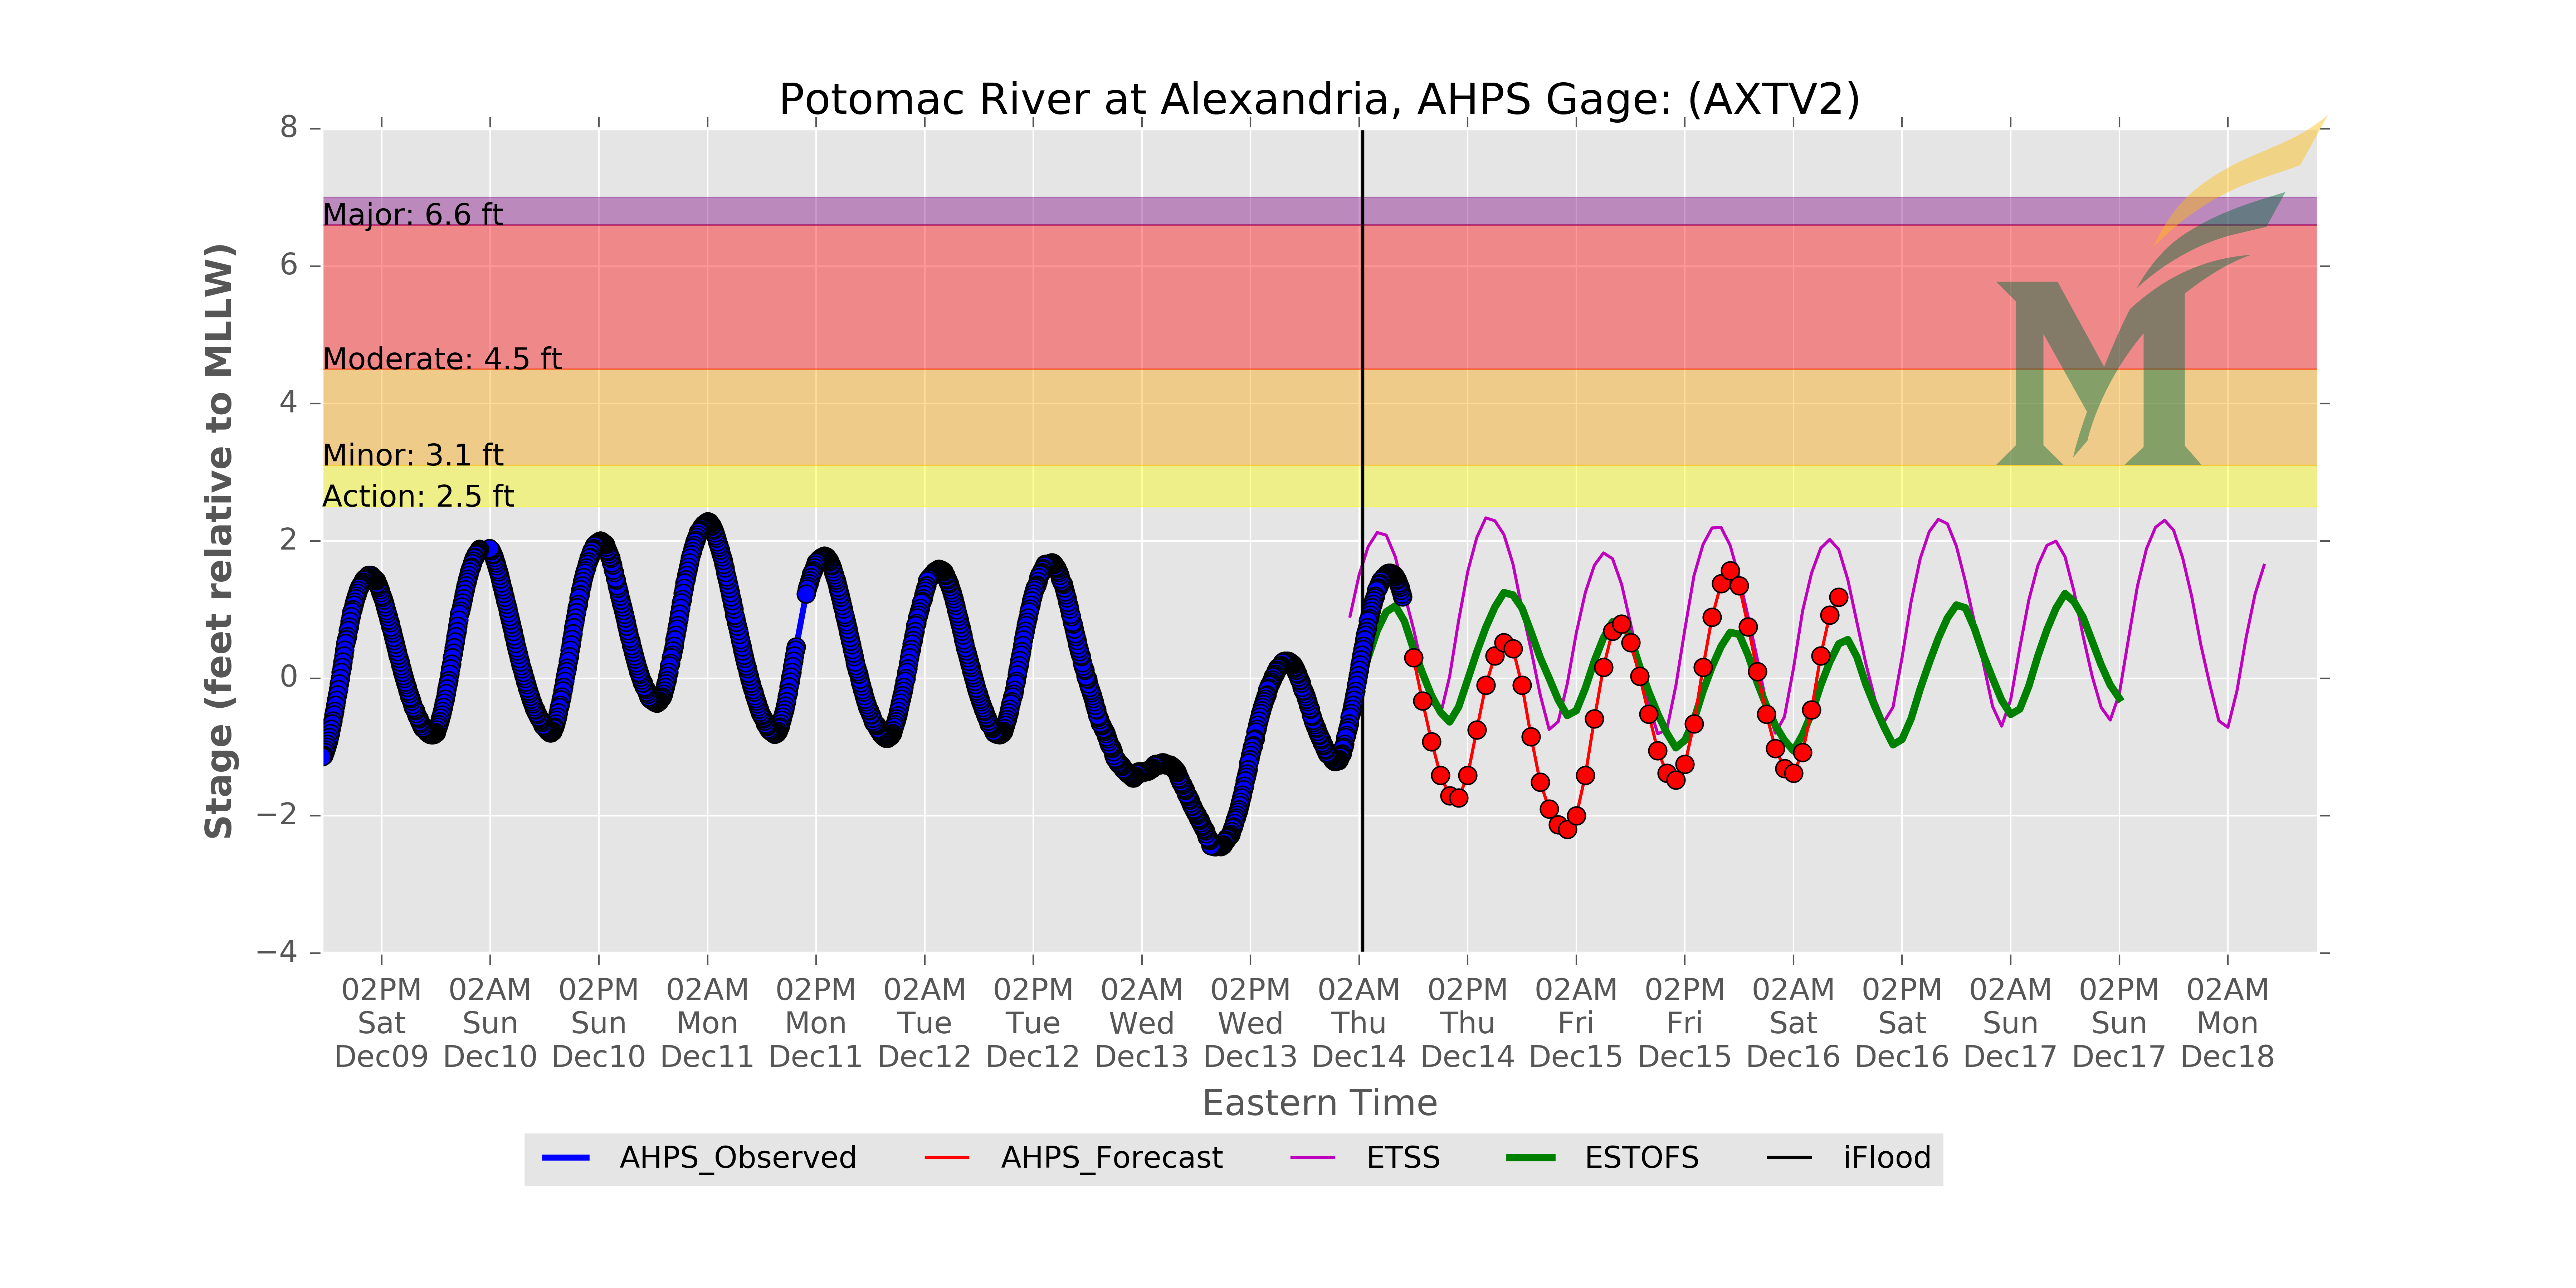 Potomac River at Alexandria, AHPS Gage: (AXTV2)
Stage (feet relative to MLLW)
8
6
4
2
0
−2
−4
Major: 6.6 ft
Moderate: 4.5 ft
Minor: 3.1 ft
Action: 2.5 ft
M
02PM 02AM 02PM 02AM 02PM 02AM 02PM 02AM 02PM 02AM 02PM 02AM 02PM 02AM 02PM 02AM 02PM 02AM
Sat Sun Sun Mon Mon Tue Tue Wed Wed Thu Thu Fri Fri Sat Sat Sun Sun Mon
Dec09 Dec10 Dec10 Dec11 Dec11 Dec12 Dec12 Dec13 Dec13 Dec14 Dec14 Dec15 Dec15 Dec16 Dec16 Dec17 Dec17 Dec18
Eastern Time
AHPS_Observed AHPS_Forecast ETSS ESTOFS iFlood